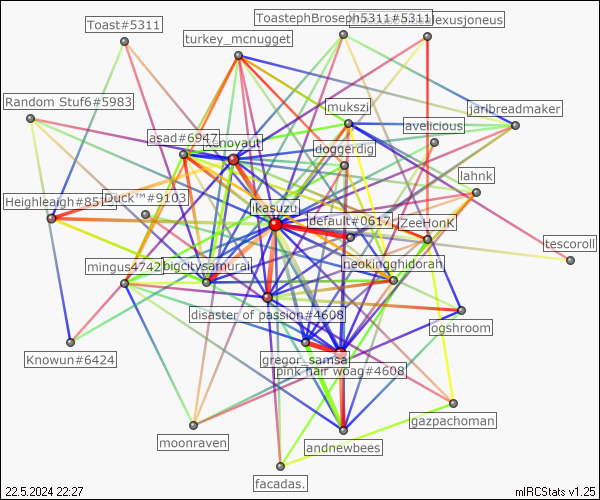 Toast#5311
ToastephBroseph5311#5311
exusjoneus
turkey_mcnugget
Random Stuf6#5983
mukszi
jaribreadmaker
asad#6947
xenoyaut
avelicious
doggerdig
lahnk
Heighleaigh#857
Duck™#9103
ikasuzu
default#0617
ZeeHonk
tescoroll
mingus4742
bigcitysamurai
neokingghidorah
disaster of passion#4608
ogshroom
Knowun#6424
gregor_samsa
pink hair woag#4608
gazpachoman
moonraven
andnewbees
facadas.
22.5.2024 22:27
mIRCStats v1.25